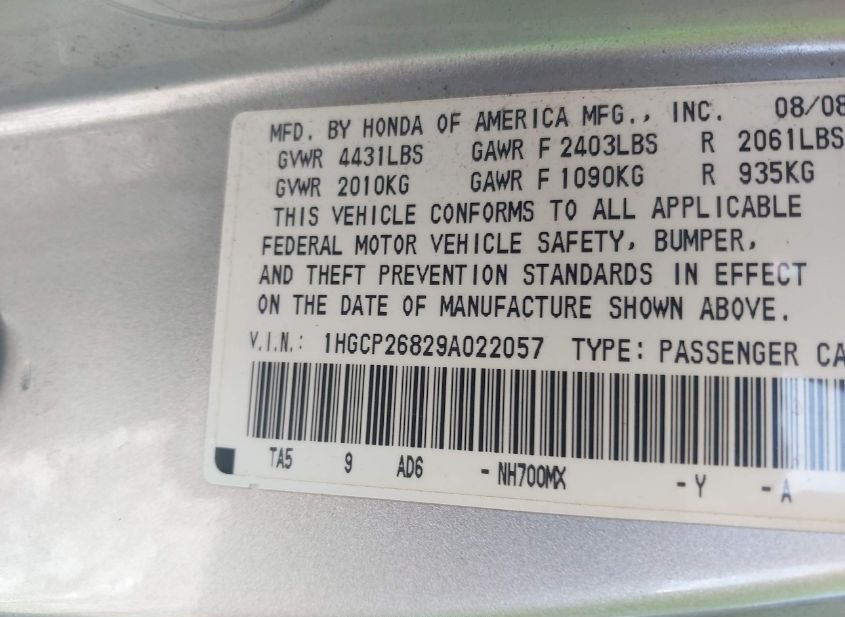 MFD. BY HONDA OF AMERICA MFG., INC. 08/08
GVWR 4431LBS GAWR F 2403LBS R 2061LBS
GVWR 2010KG GAWR F 1090KG R 935KG
THIS VEHICLE CONFORMS TO ALL APPLICABLE
FEDERAL MOTOR VEHICLE SAFETY, BUMPER,
AND THEFT PREVENTION STANDARDS IN EFFECT
ON THE DATE OF MANUFACTURE SHOWN ABOVE.
V.I.N.: 1HGCP26829A022057 TYPE: PASSENGER CA
TA5 9 AD6 - NH700MX - Y - A